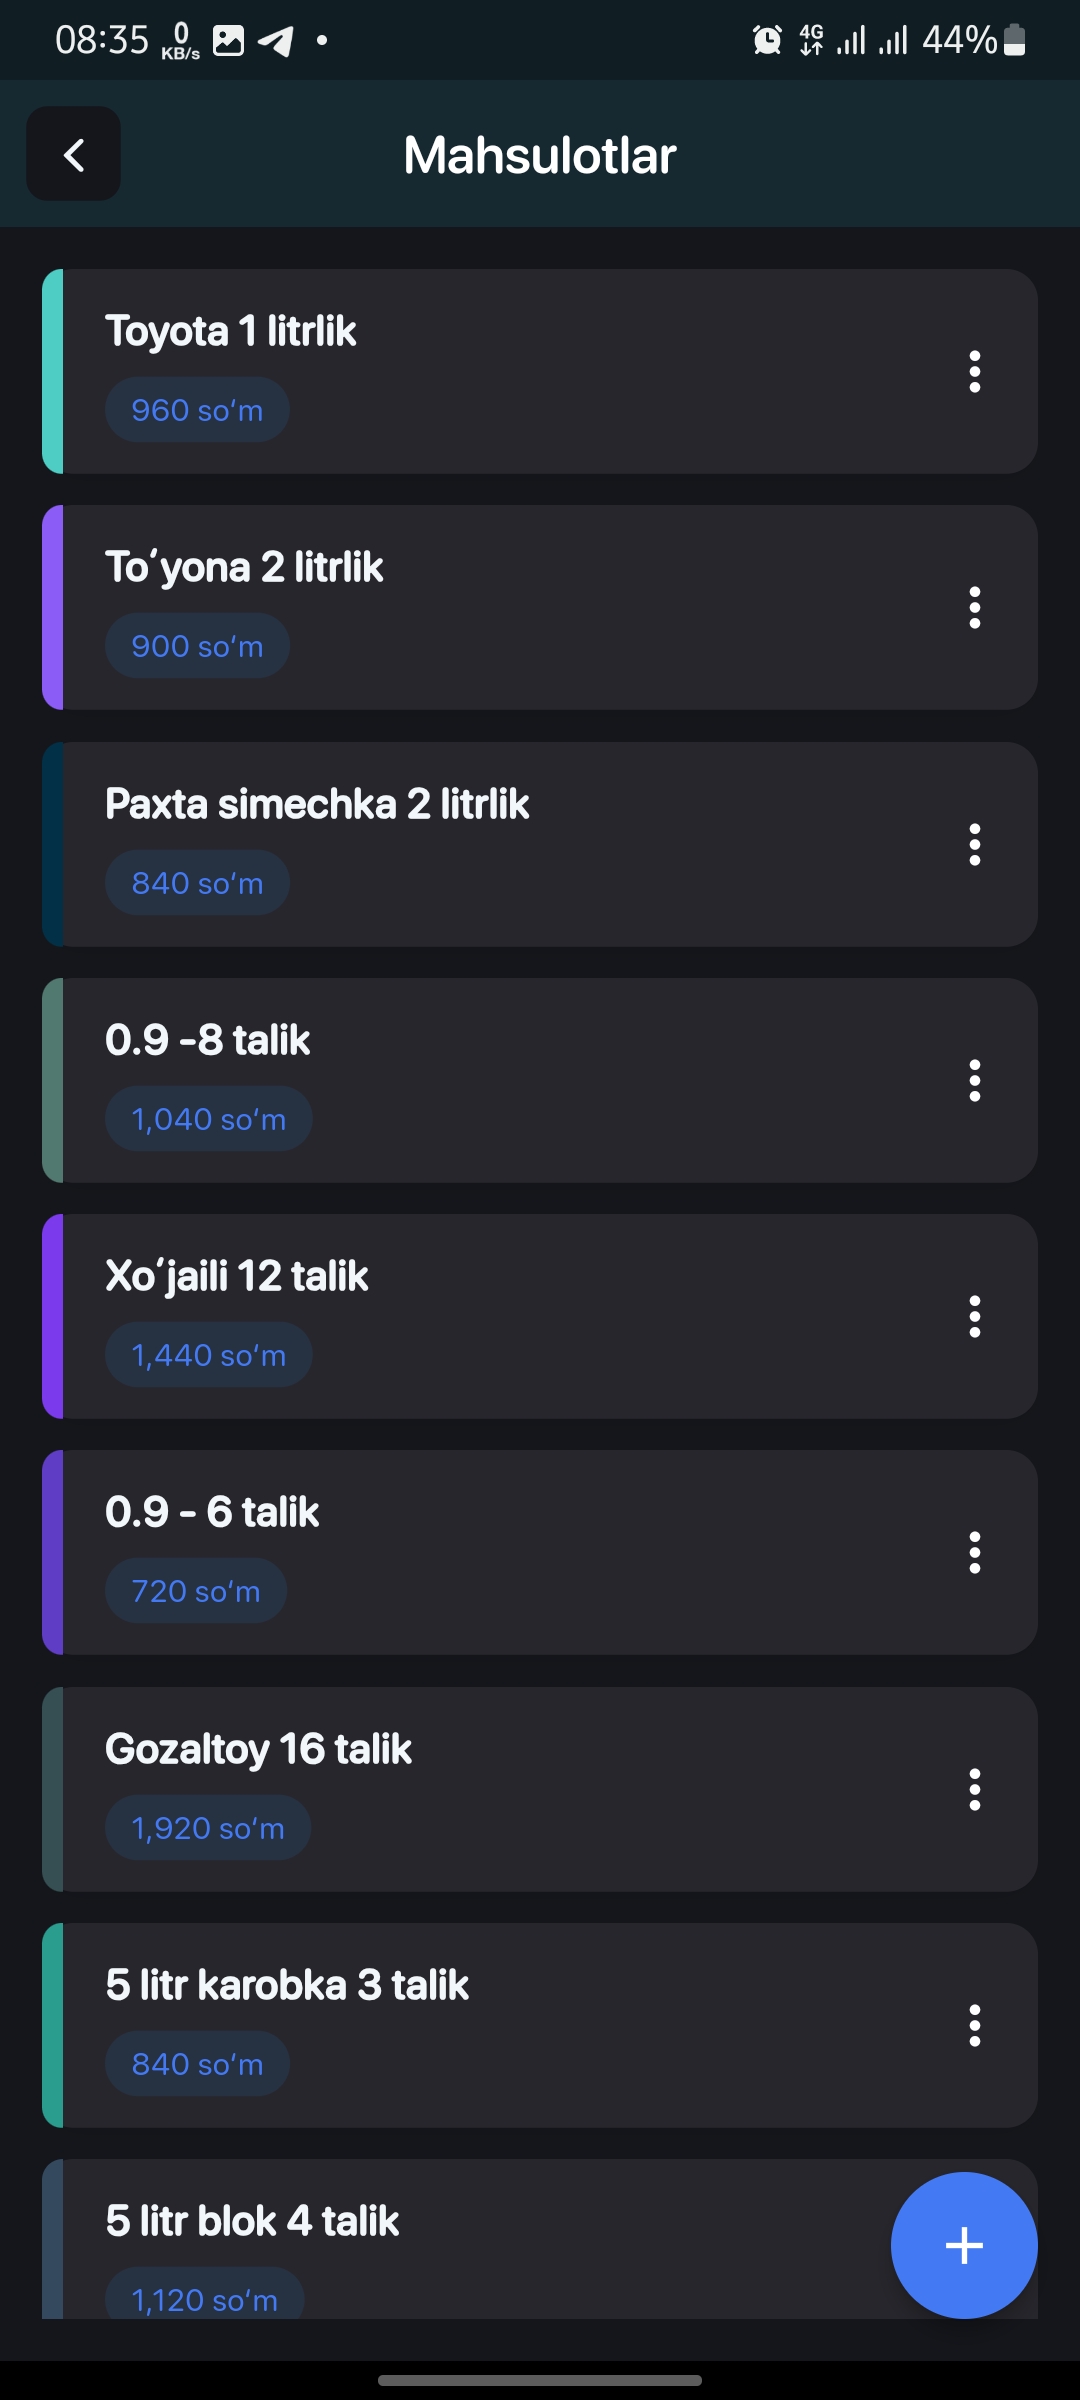 08:35 0 KB/s 4G 44%
Mahsulotlar
Toyota 1 litrlik
960 so‘m
To‘yona 2 litrlik
900 so‘m
Paxta simechka 2 litrlik
840 so‘m
0.9 -8 talik
1,040 so‘m
Xo‘jaili 12 talik
1,440 so‘m
0.9 - 6 talik
720 so‘m
Gozaltoy 16 talik
1,920 so‘m
5 litr karobka 3 talik
840 so‘m
5 litr blok 4 talik
1,120 so‘m